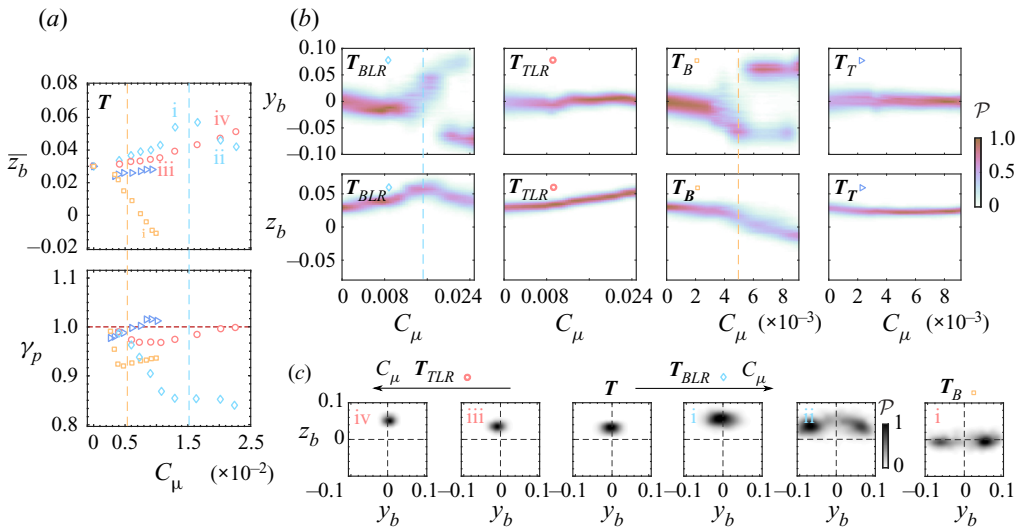 (a)
0.08
0.06
0.04
0.02
0
−0.02
z_b
T
i
iv
ii
iii
i
1.1
1.0
0.9
0.8
γ_p
0 0.5 1.0 1.5 2.0 2.5
C_μ (×10⁻²)
(b)
0.10
0.05
0
−0.05
−0.10
y_b
T_BLR T_TLR T_B T_T
P
1.0
0.5
0
0.05
0
−0.05
z_b
T_BLR T_TLR T_B T_T
0 0.008 0.024 0 0.008 0.024 0 2 4 6 8 0 2 4 6 8
C_μ C_μ C_μ (×10⁻³) C_μ (×10⁻³)
(c)
C_μ T_TLR T T_BLR C_μ T_B
0.1
0
−0.1
z_b
iv iii i ii i
P
1
0
−0.1 0 0.1 0 0.1 0 0.1 0 0.1 −0.1 0 0.1 −0.1 0 0.1
y_b y_b y_b y_b y_b y_b